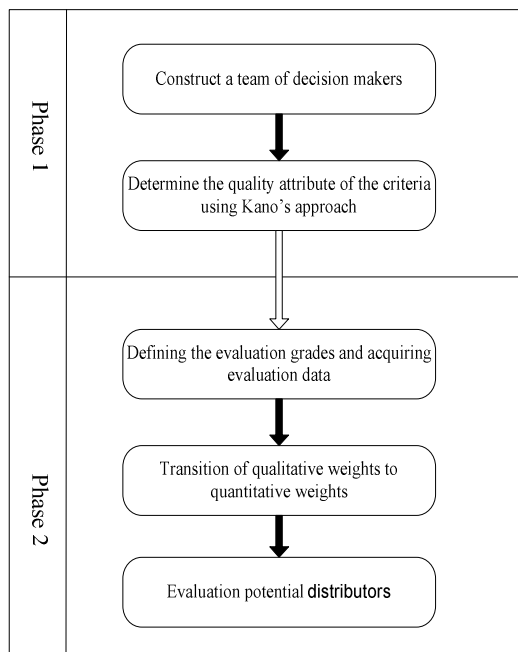 Phase 1
Construct a team of decision makers
Determine the quality attribute of the criteria
using Kano's approach
Phase 2
Defining the evaluation grades and acquiring
evaluation data
Transition of qualitative weights to
quantitative weights
Evaluation potential distributors